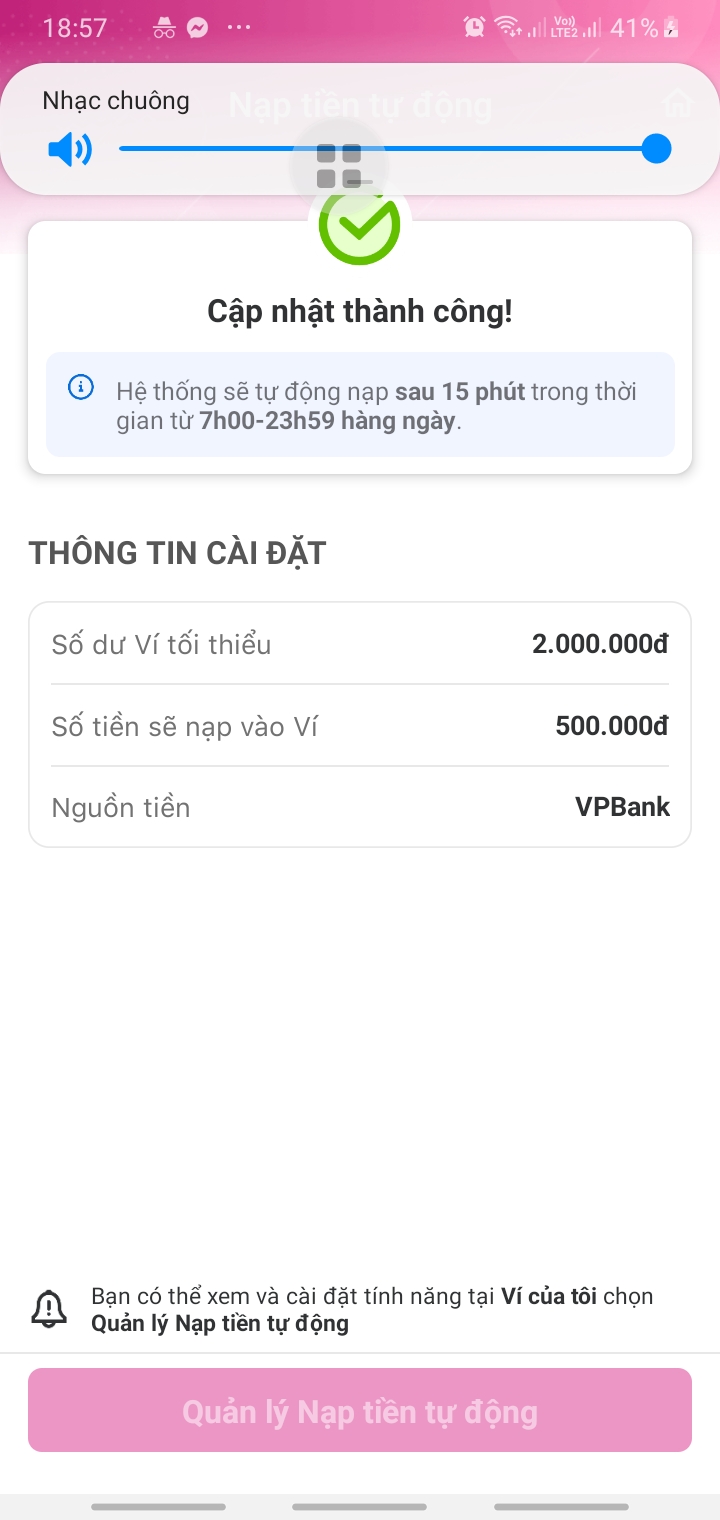 18:57
Vo))
LTE2
41%
Nhạc chuông
Nạp tiền tự động
Cập nhật thành công!
Hệ thống sẽ tự động nạp sau 15 phút trong thời
gian từ 7h00-23h59 hàng ngày.
THÔNG TIN CÀI ĐẶT
Số dư Ví tối thiểu 2.000.000đ
Số tiền sẽ nạp vào Ví 500.000đ
Nguồn tiền VPBank
Bạn có thể xem và cài đặt tính năng tại Ví của tôi chọn
Quản lý Nạp tiền tự động
Quản lý Nạp tiền tự động